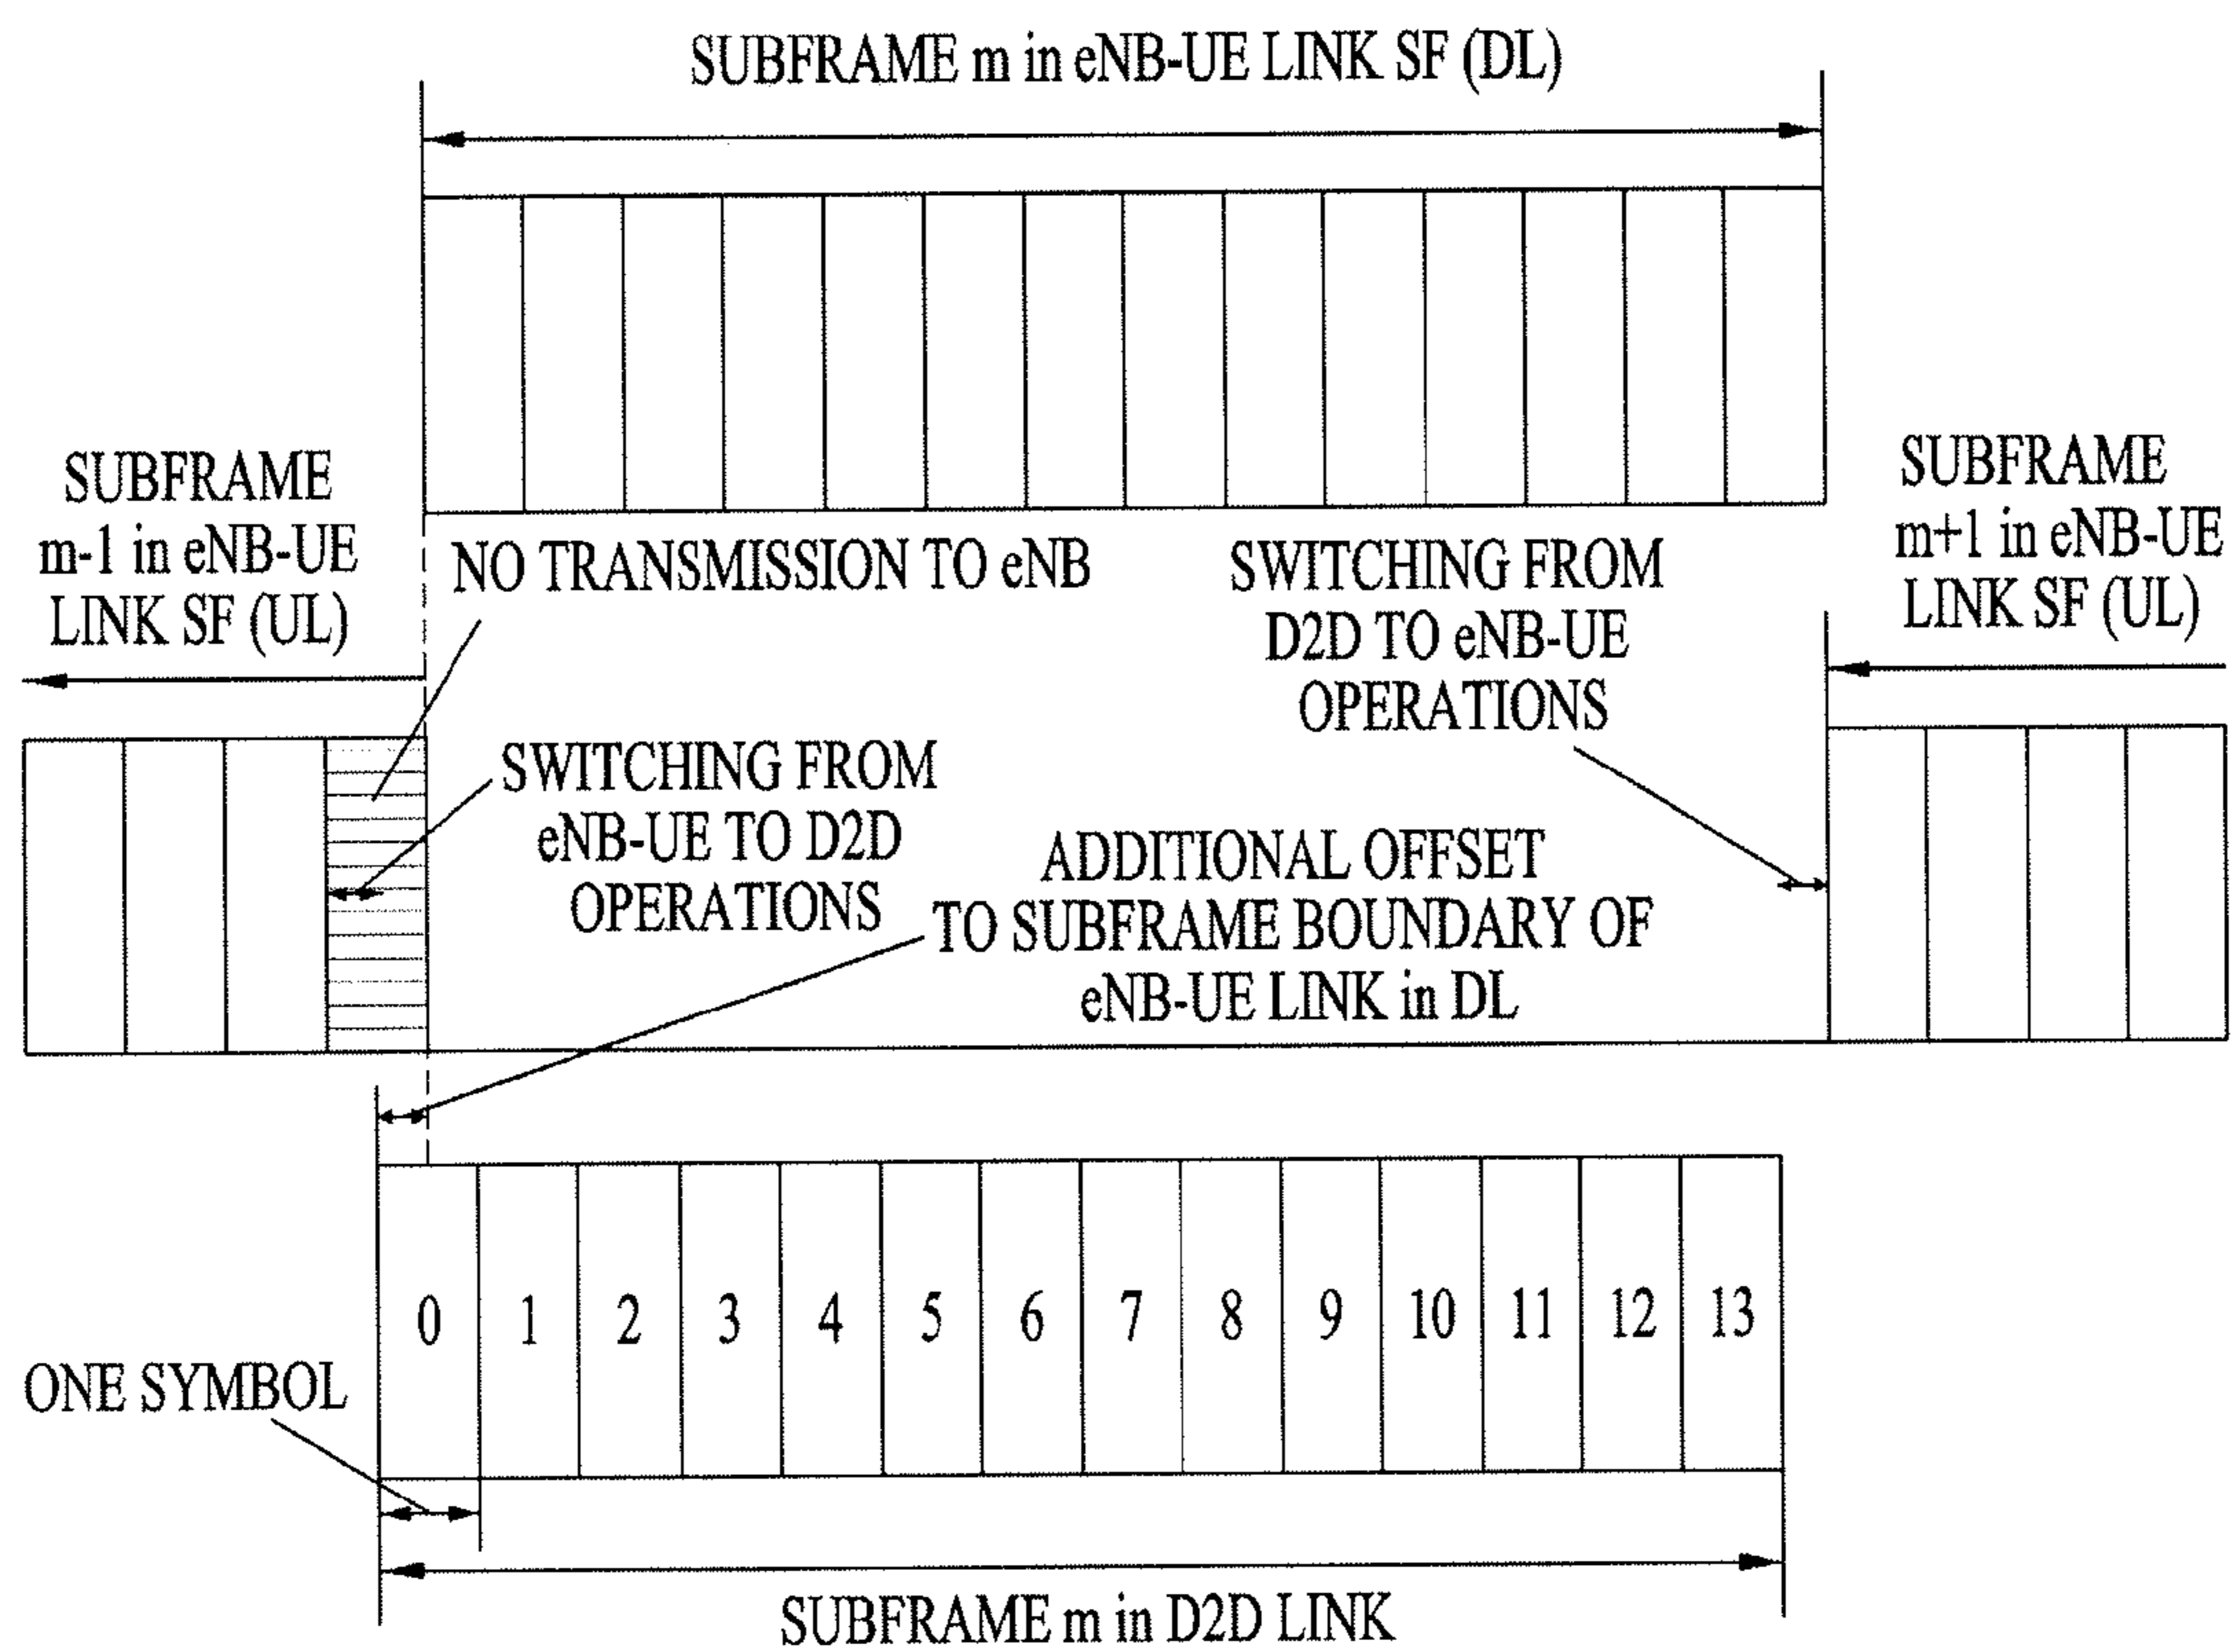 SUBFRAME m in eNB-UE LINK SF (DL)
SUBFRAME
m-1 in eNB-UE
LINK SF (UL)
NO TRANSMISSION TO eNB
SWITCHING FROM
D2D TO eNB-UE
OPERATIONS
SUBFRAME
m+1 in eNB-UE
LINK SF (UL)
SWITCHING FROM
eNB-UE TO D2D
OPERATIONS
ADDITIONAL OFFSET
TO SUBFRAME BOUNDARY OF
eNB-UE LINK in DL
0 1 2 3 4 5 6 7 8 9 10 11 12 13
ONE SYMBOL
SUBFRAME m in D2D LINK